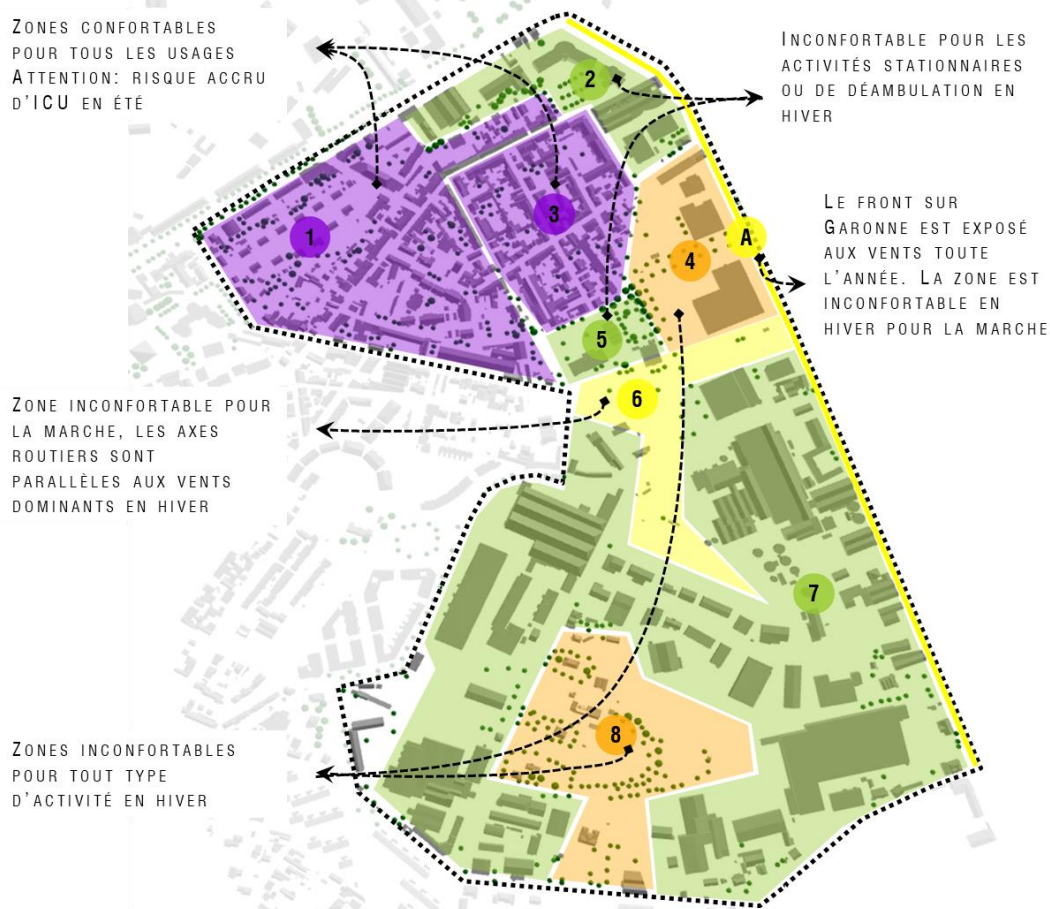 ZONES CONFORTABLES
POUR TOUS LES USAGES
ATTENTION: RISQUE ACCRU
D'ICU EN ÉTÉ
INCONFORTABLE POUR LES
ACTIVITÉS STATIONNAIRES
OU DE DÉAMBULATION EN
HIVER
2
1
3
4
A
LE FRONT SUR
GARONNE EST EXPOSÉ
AUX VENTS TOUTE
L'ANNÉE. LA ZONE EST
INCONFORTABLE EN
HIVER POUR LA MARCHE
5
6
ZONE INCONFORTABLE POUR
LA MARCHE, LES AXES
ROUTIERS SONT
PARALLÈLES AUX VENTS
DOMINANTS EN HIVER
7
8
ZONES INCONFORTABLES
POUR TOUT TYPE
D'ACTIVITÉ EN HIVER